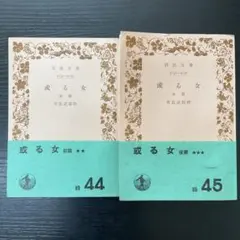 岩波文庫
或る女
前編
有島武郎作
或る女 前編 ★★
緑 44
岩波文庫
或る女
後編
有島武郎作
或る女 後編 ★★★
緑 45